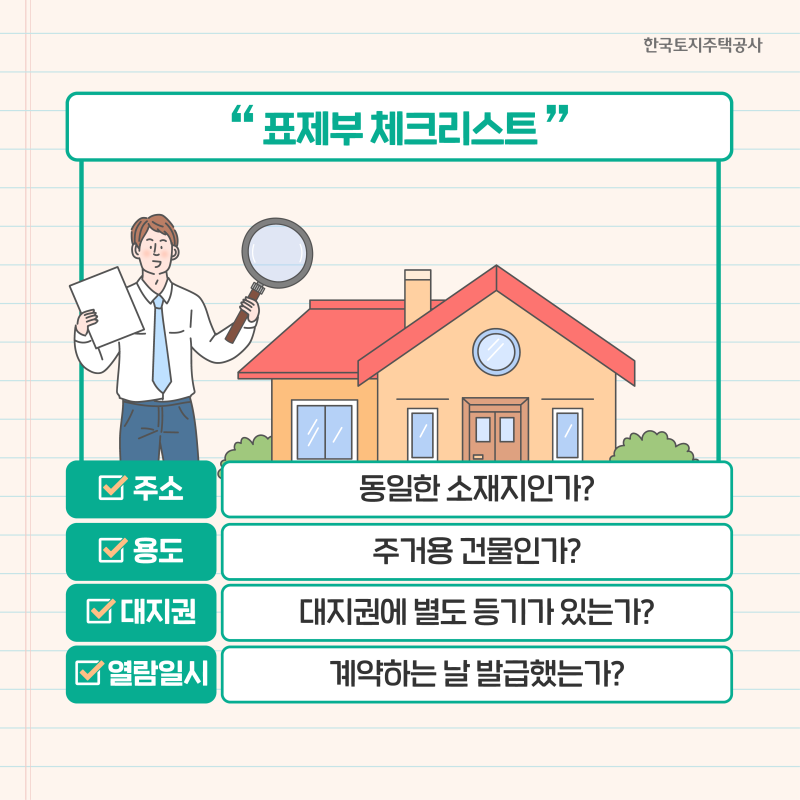 한국토지주택공사
“ 표제부 체크리스트 ”
주소 동일한 소재지인가?
용도 주거용 건물인가?
대지권 대지권에 별도 등기가 있는가?
열람일시 계약하는 날 발급했는가?